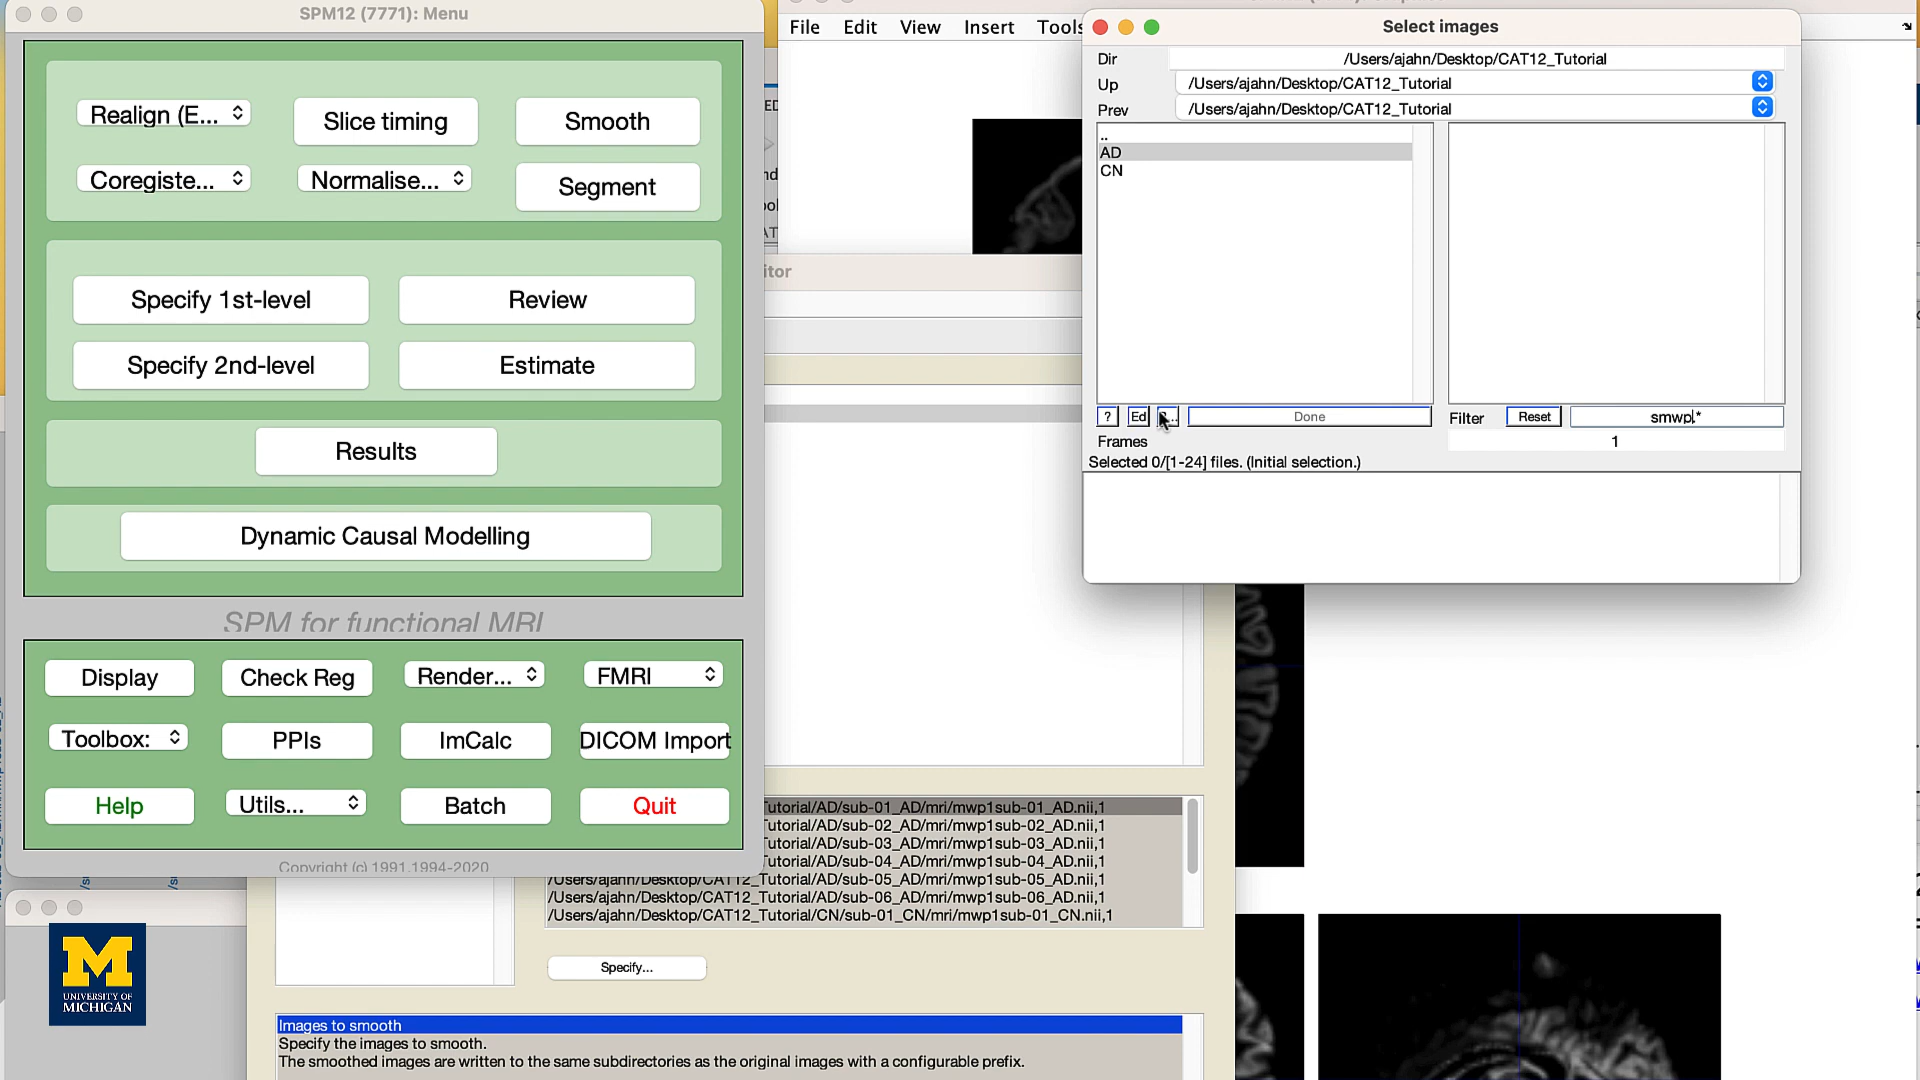 SPM12 (7771): Menu
Realign (E...
Slice timing
Smooth
Coregiste...
Normalise...
Segment
Specify 1st-level
Review
Specify 2nd-level
Estimate
Results
Dynamic Causal Modelling
SPM for functional MRI
Display
Check Reg
Render...
FMRI
Toolbox:
PPIs
ImCalc
DICOM Import
Help
Utils...
Batch
Quit
Copyright (c) 1991,1994-2020
M
UNIVERSITY OF
MICHIGAN
File Edit View Insert Tools
itor
Select images
Dir /Users/ajahn/Desktop/CAT12_Tutorial
Up /Users/ajahn/Desktop/CAT12_Tutorial
Prev /Users/ajahn/Desktop/CAT12_Tutorial
..
AD
CN
? Ed Done
Filter Reset smwp.*
Frames 1
Selected 0/[1-24] files. (Initial selection.)
Tutorial/AD/sub-01_AD/mri/mwp1sub-01_AD.nii,1
Tutorial/AD/sub-02_AD/mri/mwp1sub-02_AD.nii,1
Tutorial/AD/sub-03_AD/mri/mwp1sub-03_AD.nii,1
Tutorial/AD/sub-04_AD/mri/mwp1sub-04_AD.nii,1
/Users/ajahn/Desktop/CAT12_Tutorial/AD/sub-05_AD/mri/mwp1sub-05_AD.nii,1
/Users/ajahn/Desktop/CAT12_Tutorial/AD/sub-06_AD/mri/mwp1sub-06_AD.nii,1
/Users/ajahn/Desktop/CAT12_Tutorial/CN/sub-01_CN/mri/mwp1sub-01_CN.nii,1
Specify...
Images to smooth
Specify the images to smooth.
The smoothed images are written to the same subdirectories as the original images with a configurable prefix.